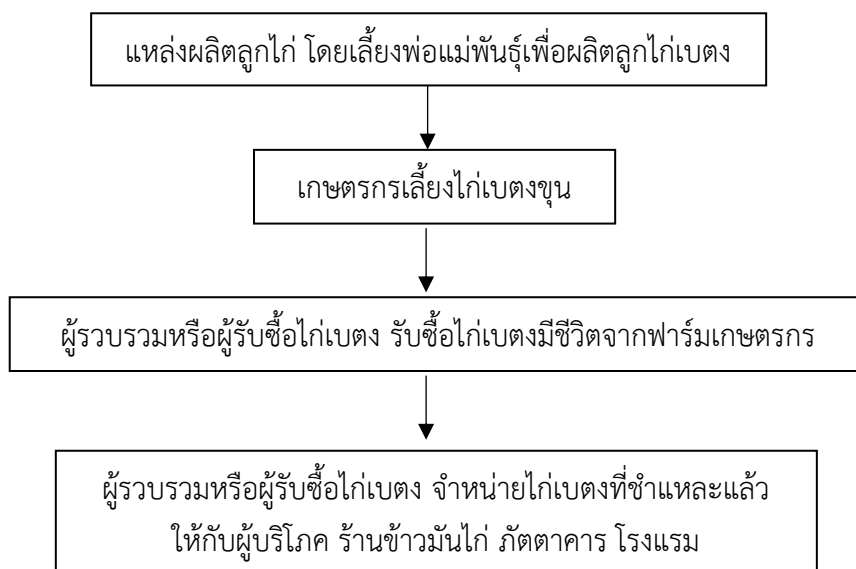 แหล่งผลิตลูกไก่ โดยเลี้ยงพ่อแม่พันธุ์เพื่อผลิตลูกไก่เบตง
เกษตรกรเลี้ยงไก่เบตงขุน
ผู้รวบรวมหรือผู้รับซื้อไก่เบตง รับซื้อไก่เบตงมีชีวิตจากฟาร์มเกษตรกร
ผู้รวบรวมหรือผู้รับซื้อไก่เบตง จำหน่ายไก่เบตงที่ชำแหละแล้ว
ให้กับผู้บริโภค ร้านข้าวมันไก่ ภัตตาคาร โรงแรม